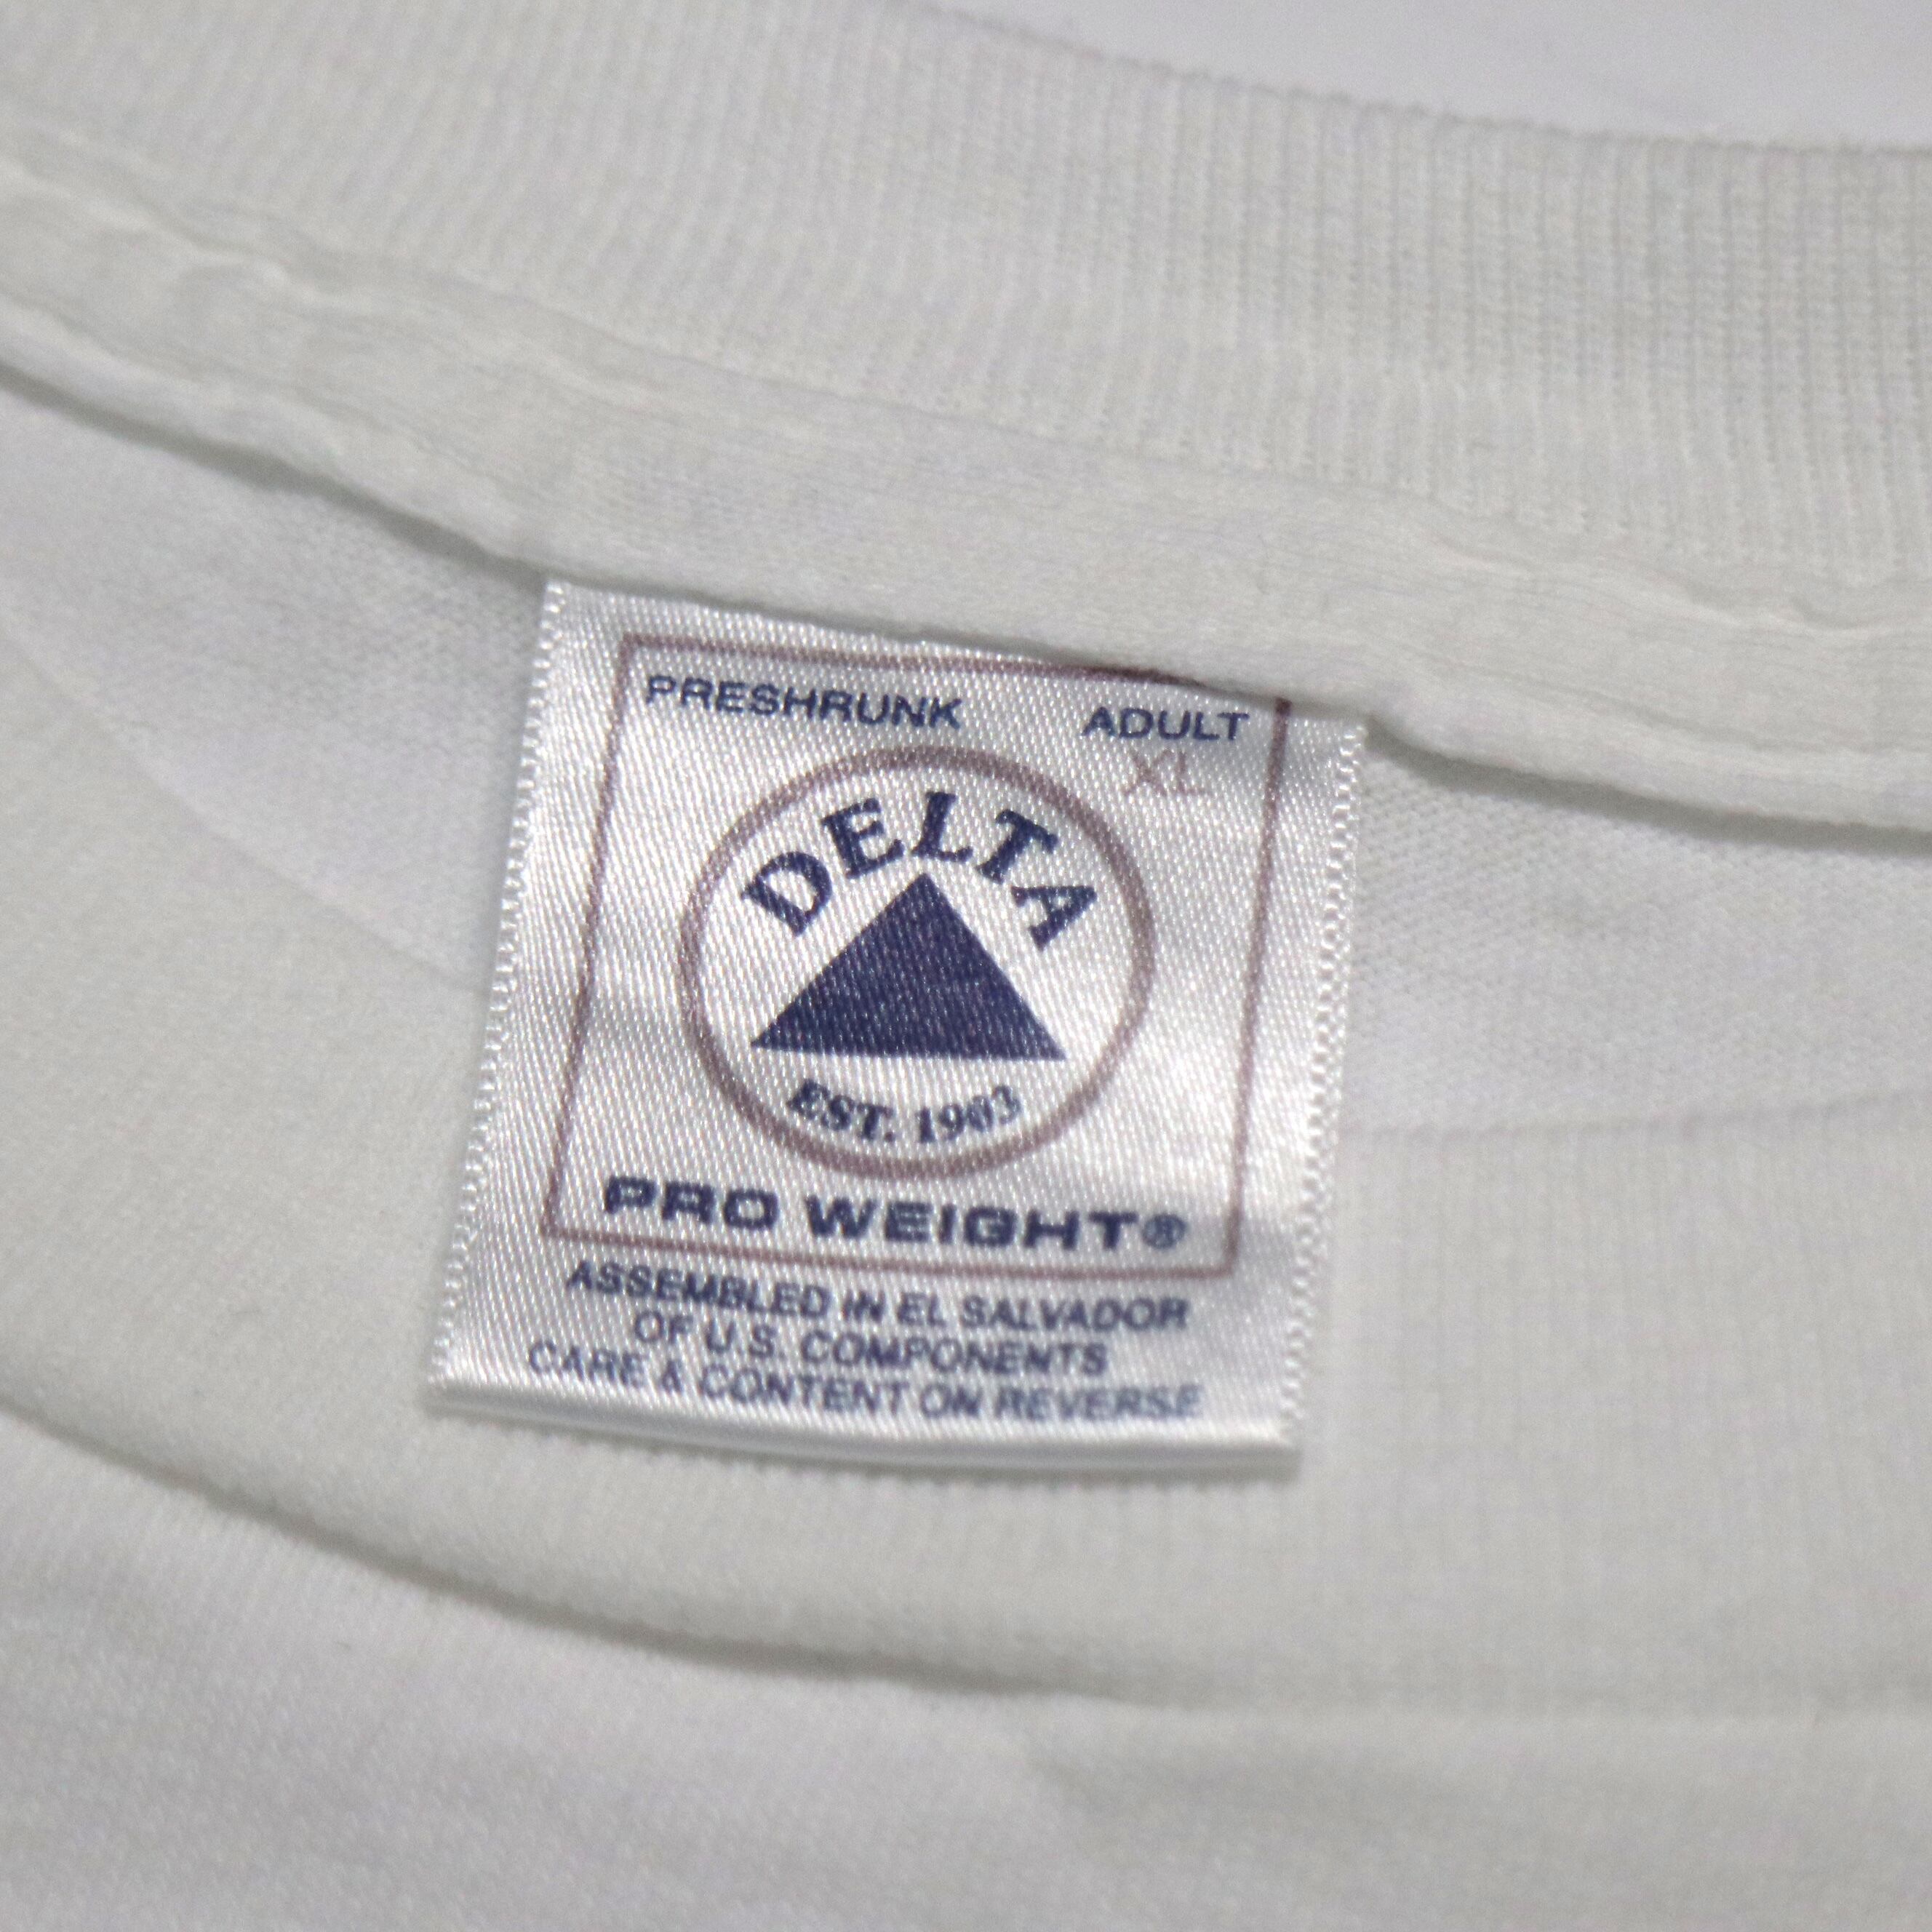 PRESHRUNK ADULT
XL
DELTA
EST. 1903
PRO WEIGHT®
ASSEMBLED IN EL SALVADOR
OF U.S. COMPONENTS
CARE & CONTENT ON REVERSE